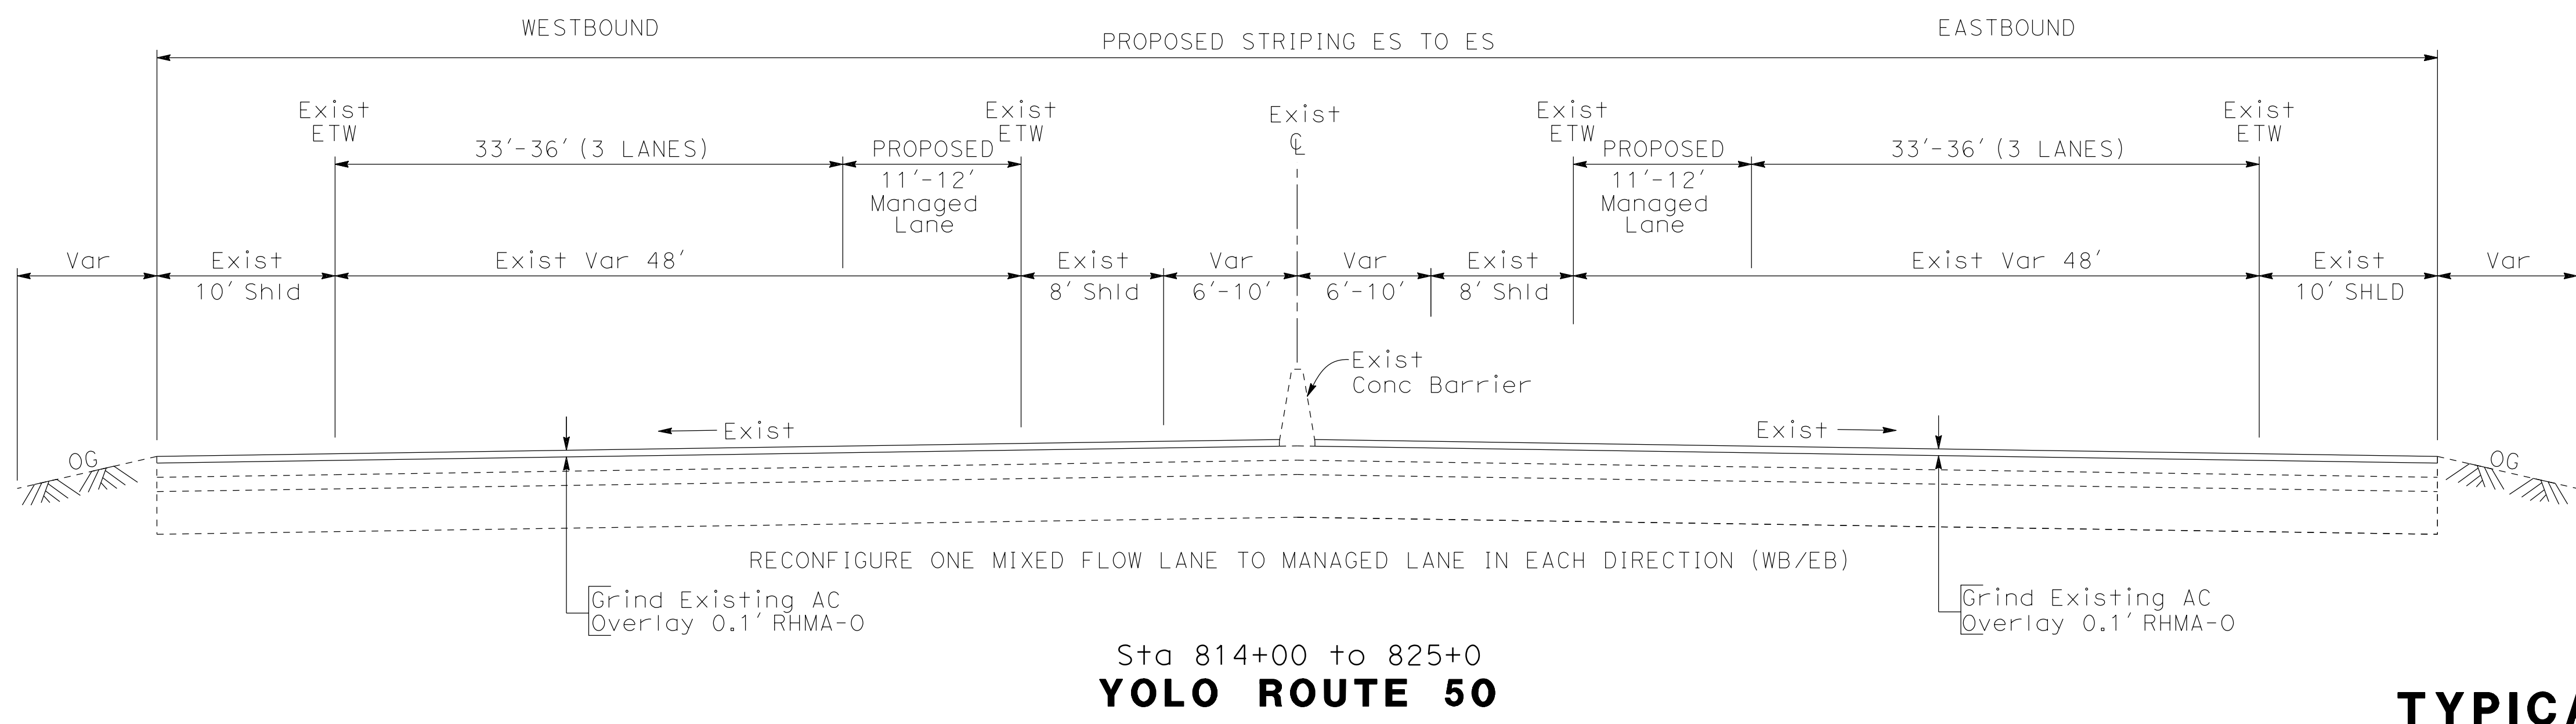 WESTBOUND
EASTBOUND
PROPOSED STRIPING ES TO ES
Exist
ETW
Exist
ETW
Exist
℄
Exist
ETW
Exist
ETW
33'-36' (3 LANES)
PROPOSED
11'-12'
Managed
Lane
PROPOSED
11'-12'
Managed
Lane
33'-36' (3 LANES)
Var
Exist
10' Shld
Exist Var 48'
Exist
8' Shld
Var
6'-10'
Var
6'-10'
Exist
8' Shld
Exist Var 48'
Exist
10' SHLD
Var
Exist
Conc Barrier
Exist
Exist
OG
OG
RECONFIGURE ONE MIXED FLOW LANE TO MANAGED LANE IN EACH DIRECTION (WB/EB)
Grind Existing AC
Overlay 0.1' RHMA-O
Grind Existing AC
Overlay 0.1' RHMA-O
Sta 814+00 to 825+0
YOLO ROUTE 50